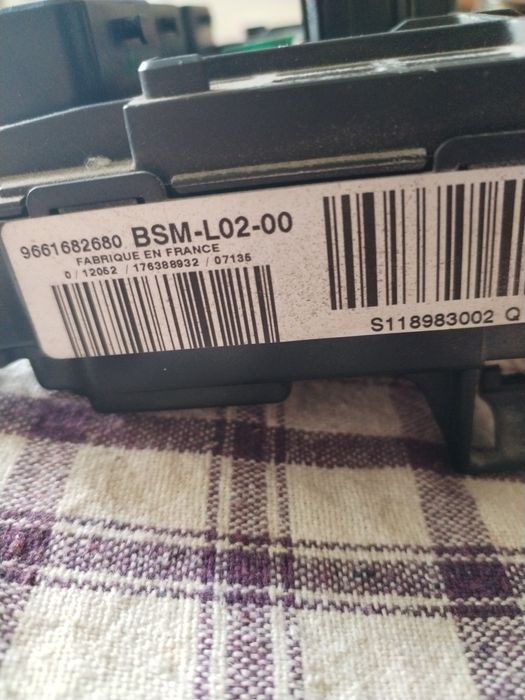 9661682680 BSM-L02-00
FABRIQUE EN FRANCE
0 / 12052 / 176388932 / 07135
S118983002 Q